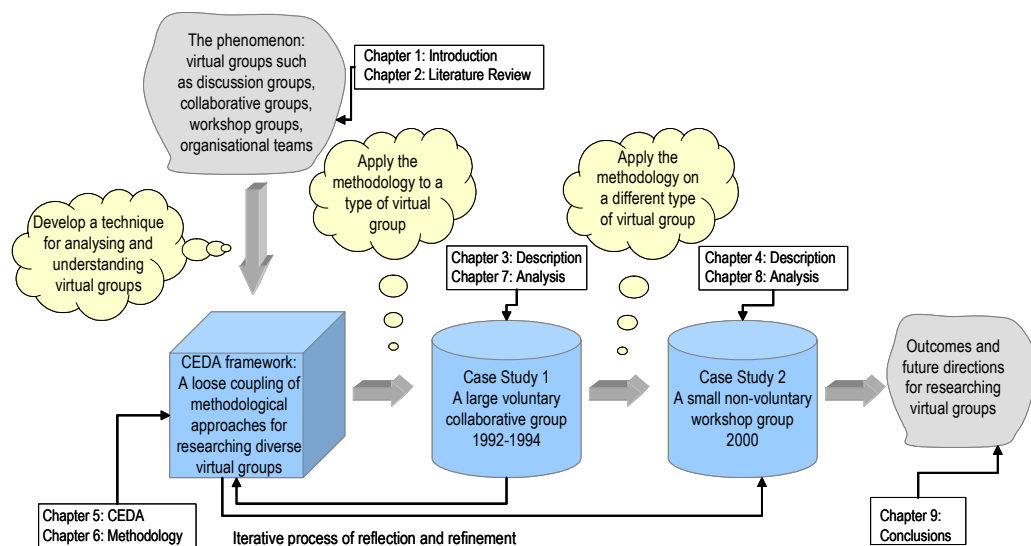 The phenomenon:
virtual groups such
as discussion groups,
collaborative groups,
workshop groups,
organisational teams
Chapter 1: Introduction
Chapter 2: Literature Review
Develop a technique
for analysing and
understanding
virtual groups
Apply the
methodology to a
type of virtual
group
Apply the
methodology on
a different type
of virtual group
Chapter 3: Description
Chapter 7: Analysis
Chapter 4: Description
Chapter 8: Analysis
CEDA framework:
A loose coupling of
methodological
approaches for
researching diverse
virtual groups
Case Study 1
A large voluntary
collaborative group
1992-1994
Case Study 2
A small non-voluntary
workshop group
2000
Outcomes and
future directions
for researching
virtual groups
Chapter 5: CEDA
Chapter 6: Methodology
Iterative process of reflection and refinement
Chapter 9:
Conclusions